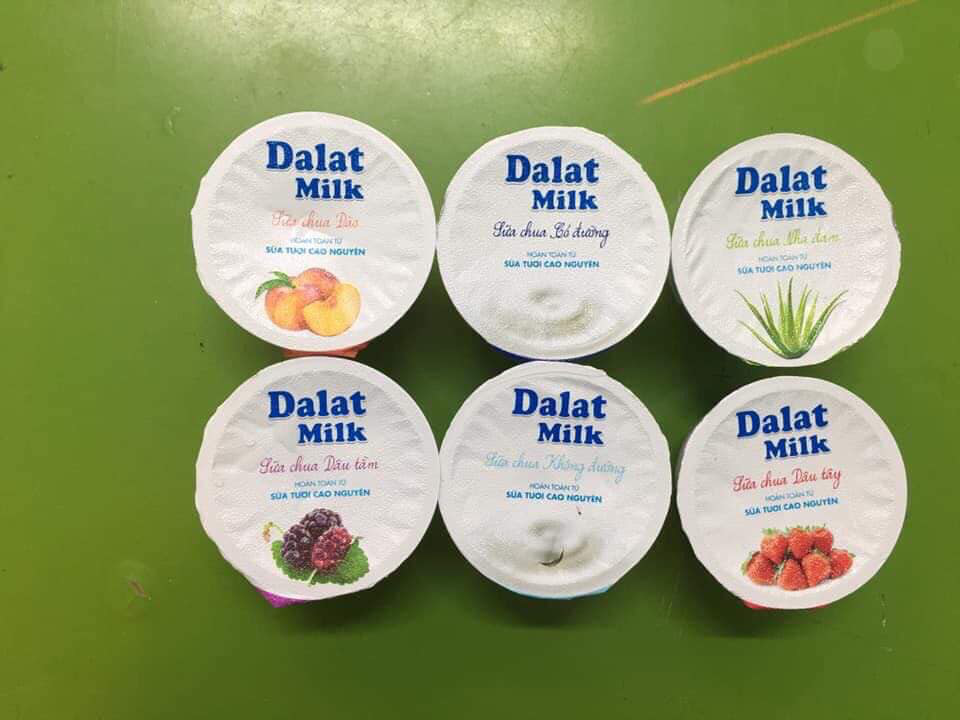 Dalat
Milk
Sữa chua Đào
HOÀN TOÀN TỪ
SỮA TƯƠI CAO NGUYÊN
Dalat
Milk
Sữa chua Có đường
HOÀN TOÀN TỪ
SỮA TƯƠI CAO NGUYÊN
Dalat
Milk
Sữa chua Nha đam
HOÀN TOÀN TỪ
SỮA TƯƠI CAO NGUYÊN
Dalat
Milk
Sữa chua Dâu tằm
HOÀN TOÀN TỪ
SỮA TƯƠI CAO NGUYÊN
Dalat
Milk
Sữa chua Không đường
HOÀN TOÀN TỪ
SỮA TƯƠI CAO NGUYÊN
Dalat
Milk
Sữa chua Dâu tây
HOÀN TOÀN TỪ
SỮA TƯƠI CAO NGUYÊN